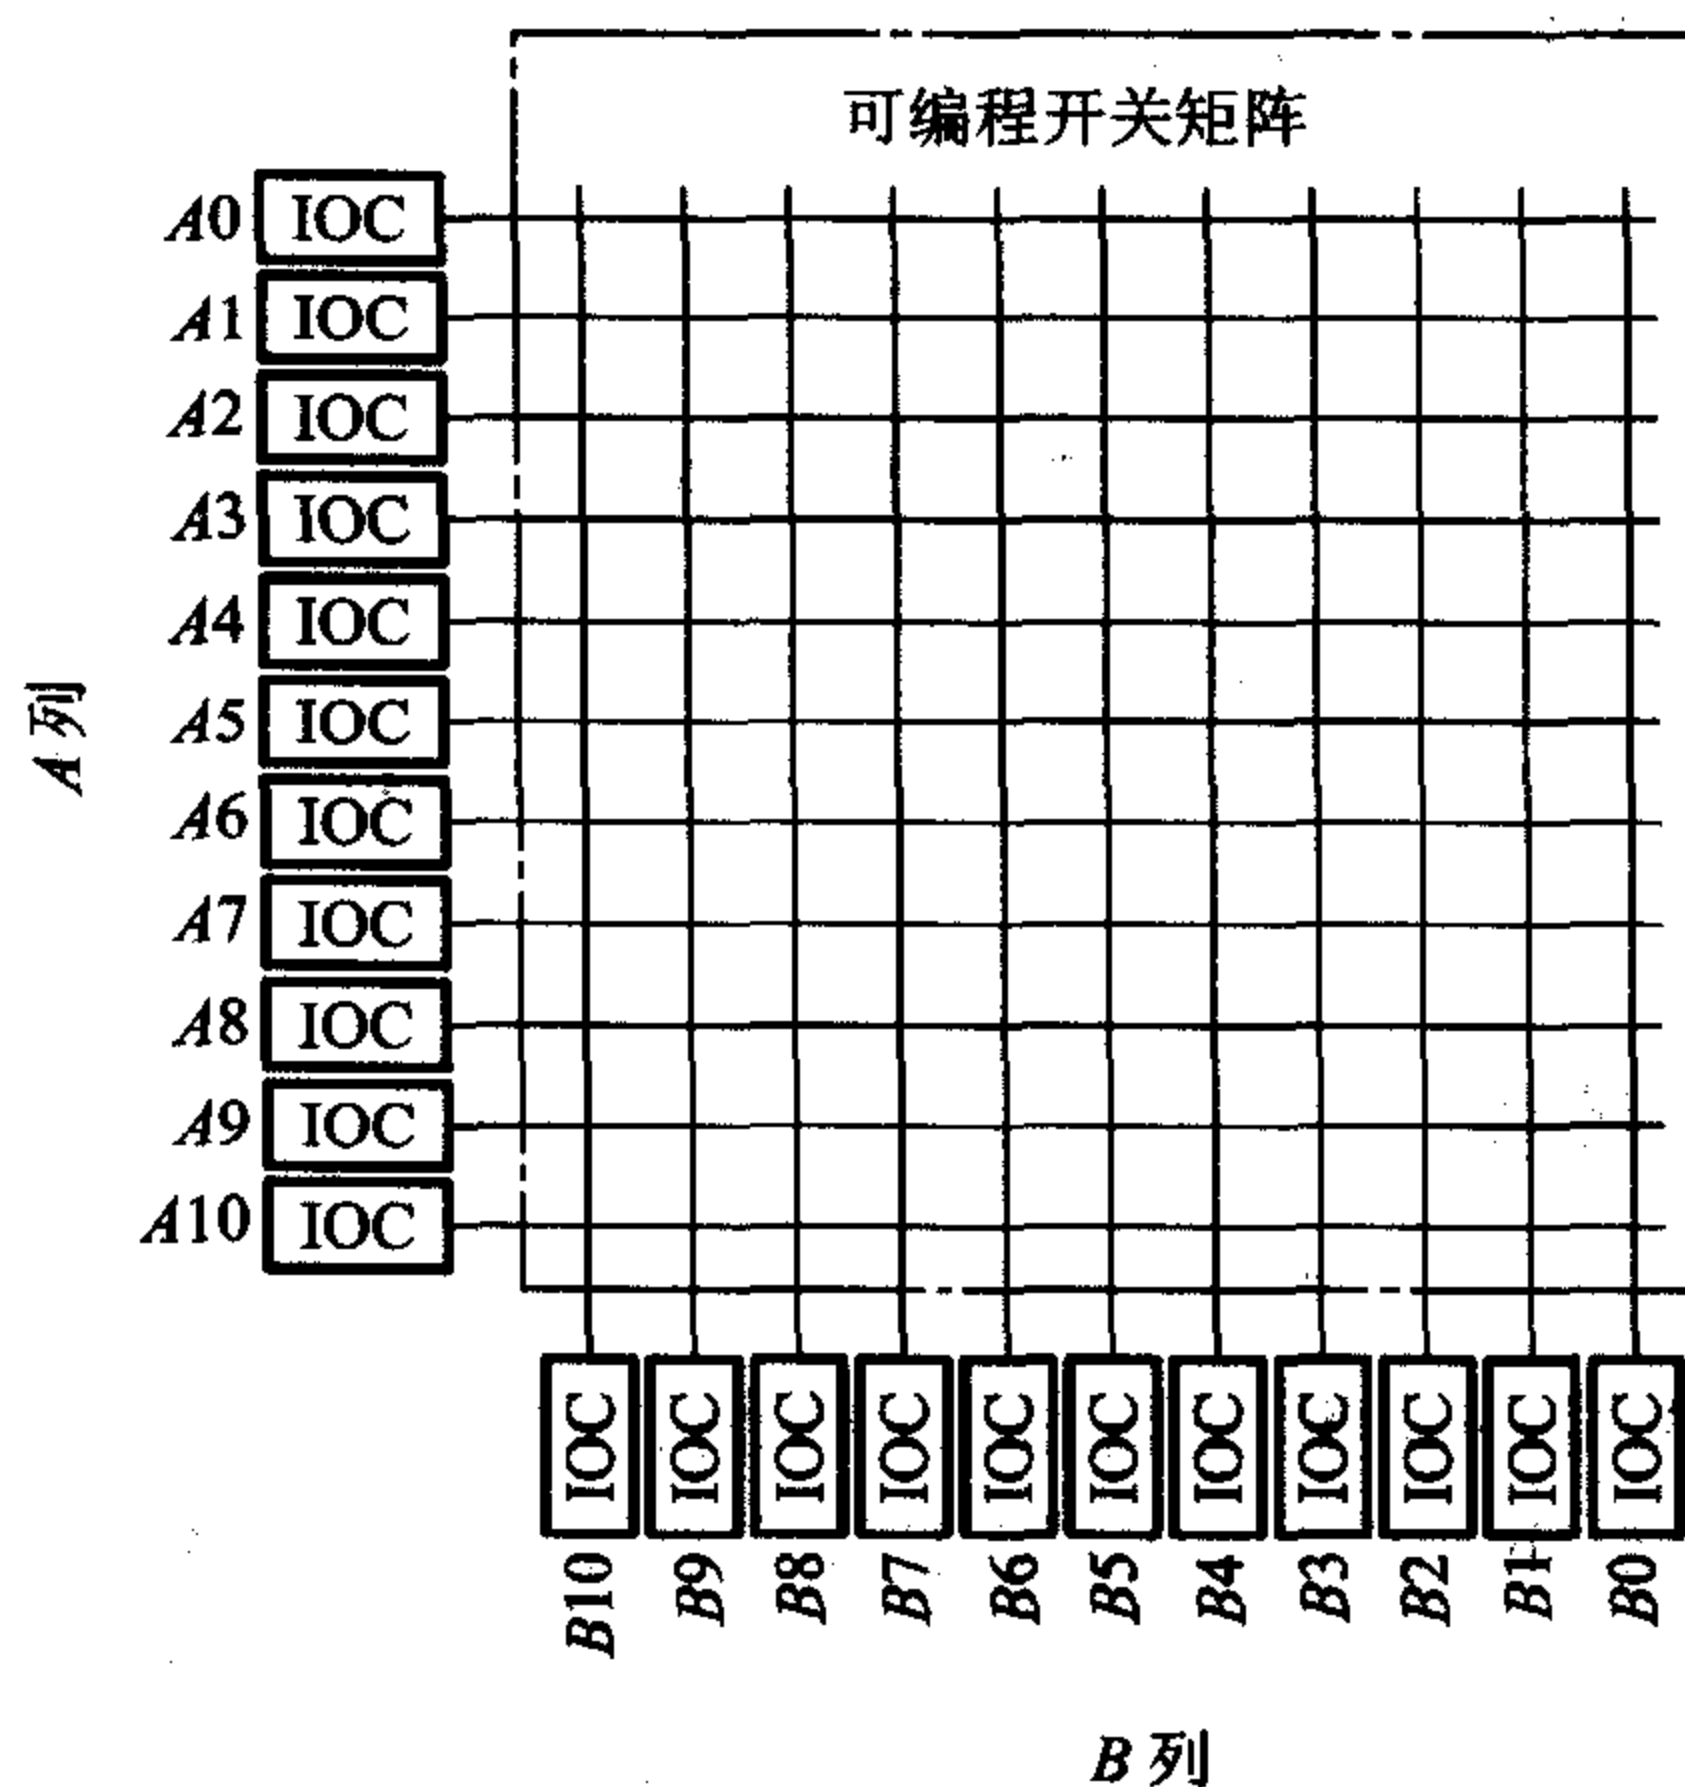 可编程开关矩阵
A0 IOC
A1 IOC
A2 IOC
A3 IOC
A4 IOC
A5 IOC
A6 IOC
A7 IOC
A8 IOC
A9 IOC
A10 IOC
A列
IOC IOC IOC IOC IOC IOC IOC IOC IOC IOC IOC
B10 B9 B8 B7 B6 B5 B4 B3 B2 B1 B0
B列